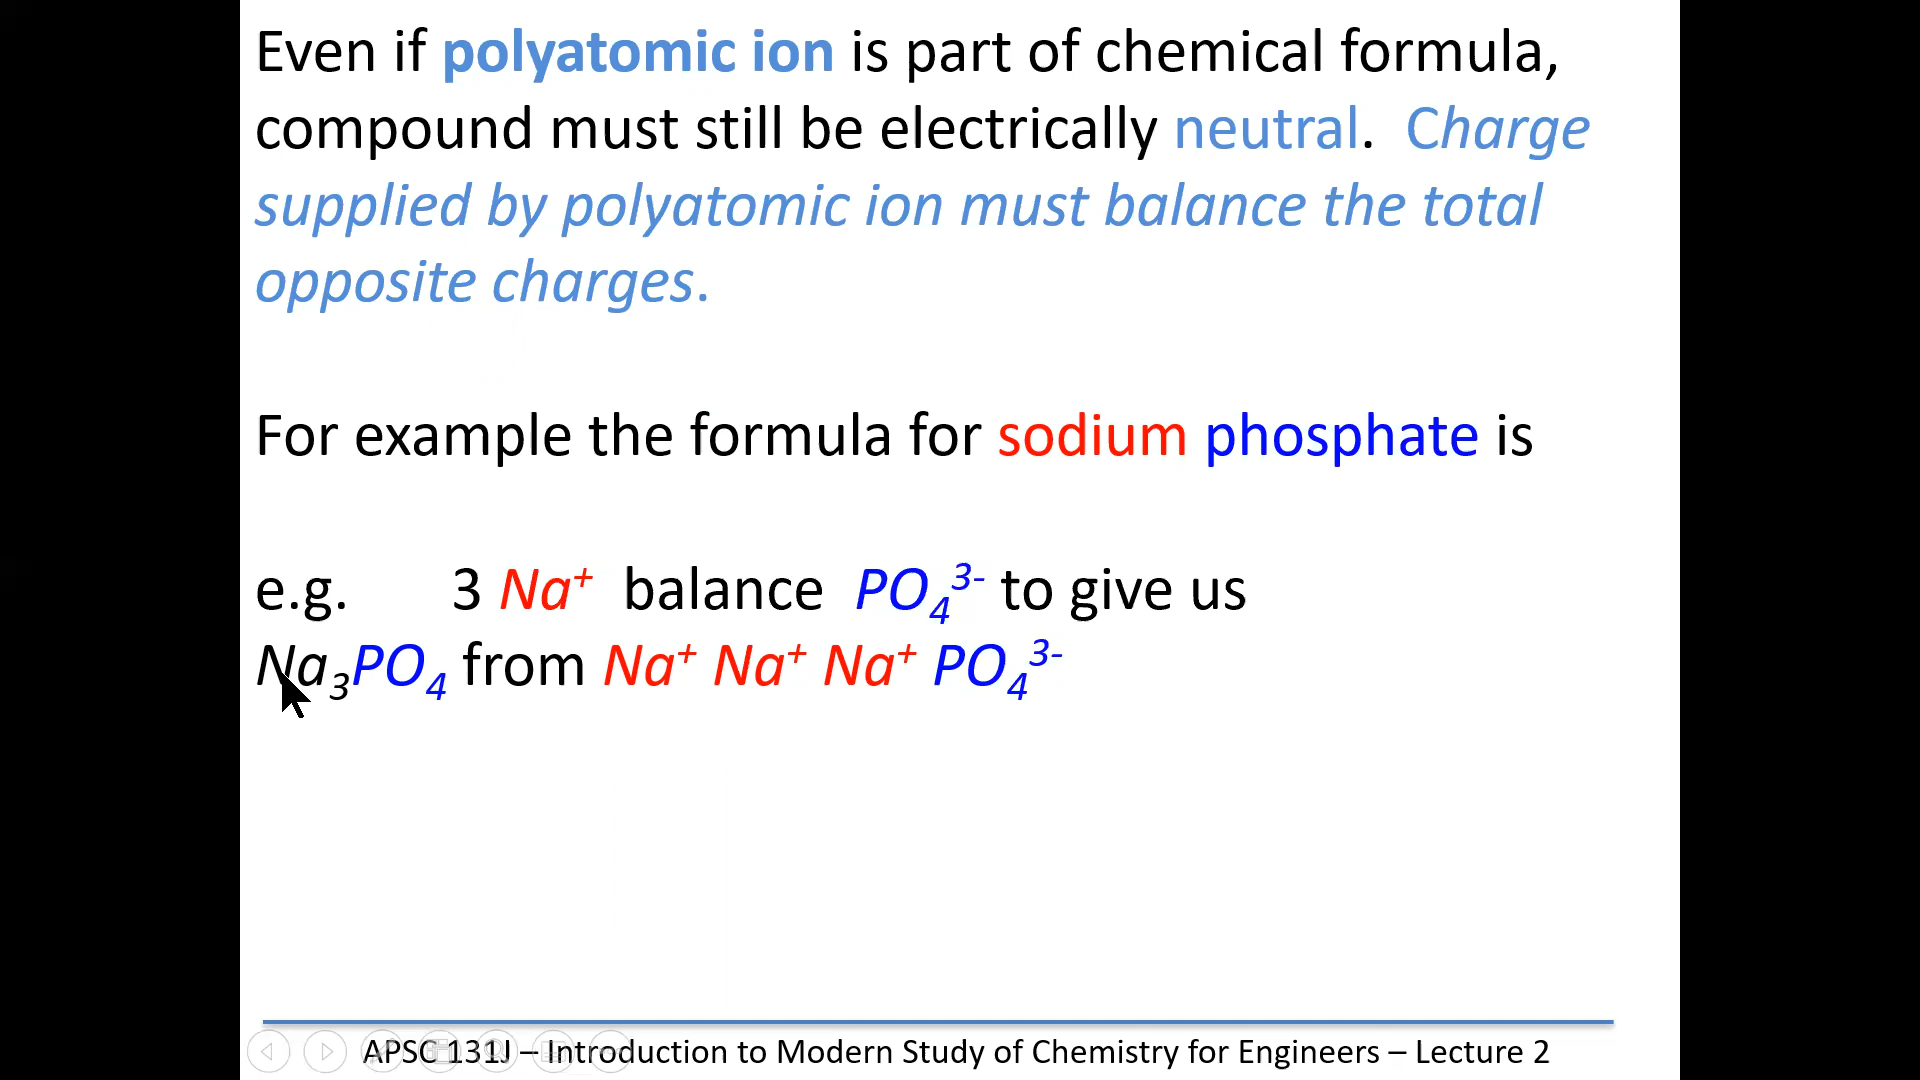 Even if polyatomic ion is part of chemical formula,
compound must still be electrically neutral. Charge
supplied by polyatomic ion must balance the total
opposite charges.
For example the formula for sodium phosphate is
e.g. 3 Na⁺ balance PO₄³⁻ to give us
Na₃PO₄ from Na⁺ Na⁺ Na⁺ PO₄³⁻
APSC 131J – Introduction to Modern Study of Chemistry for Engineers – Lecture 2